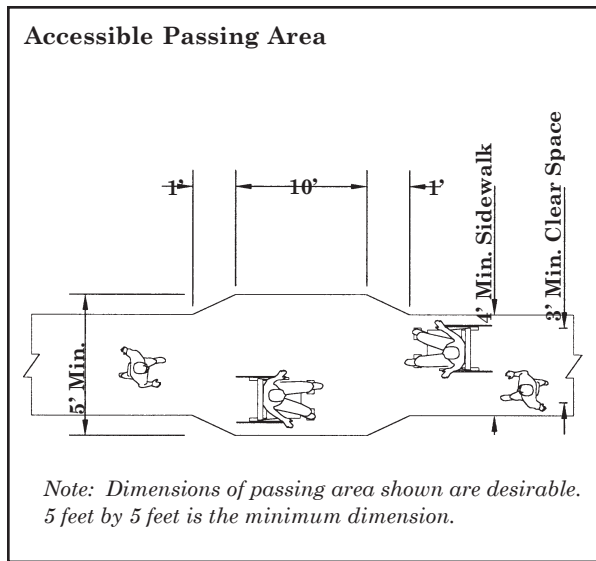 Accessible Passing Area
1'
10'
1'
4' Min. Sidewalk
3' Min. Clear Space
5' Min.
Note: Dimensions of passing area shown are desirable.
5 feet by 5 feet is the minimum dimension.